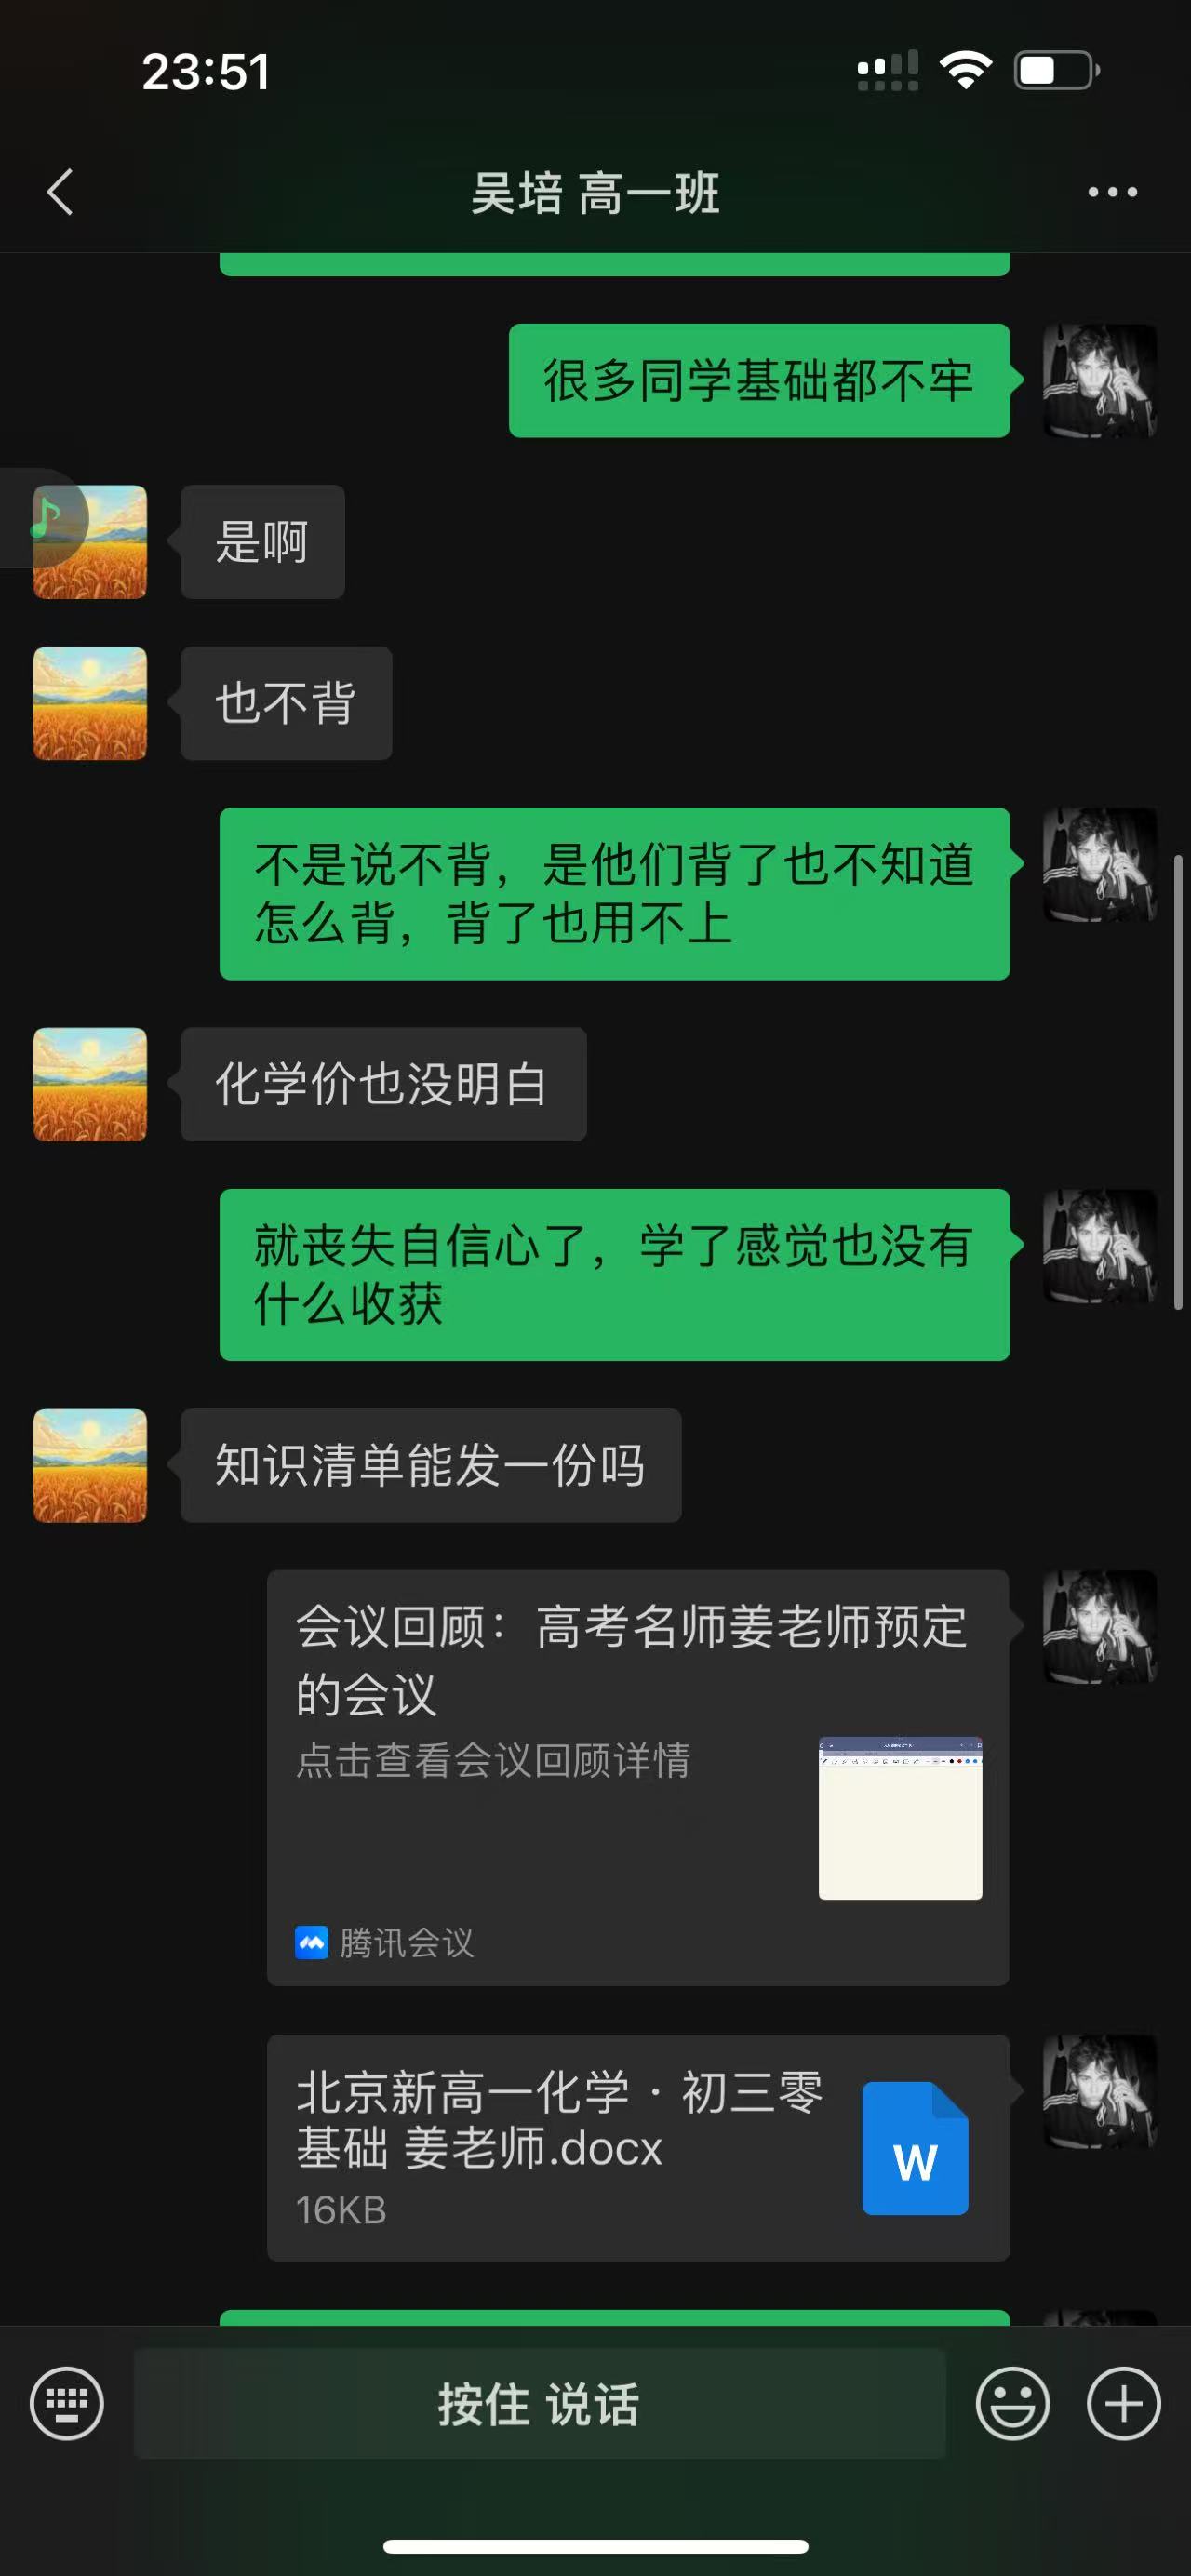 23:51
吴培 高一班
很多同学基础都不牢
是啊
也不背
不是说不背，是他们背了也不知道
怎么背，背了也用不上
化学价也没明白
就丧失自信心了，学了感觉也没有
什么收获
知识清单能发一份吗
会议回顾：高考名师姜老师预定
的会议
点击查看会议回顾详情
腾讯会议
北京新高一化学 · 初三零
基础 姜老师.docx
W
16KB
按住 说话